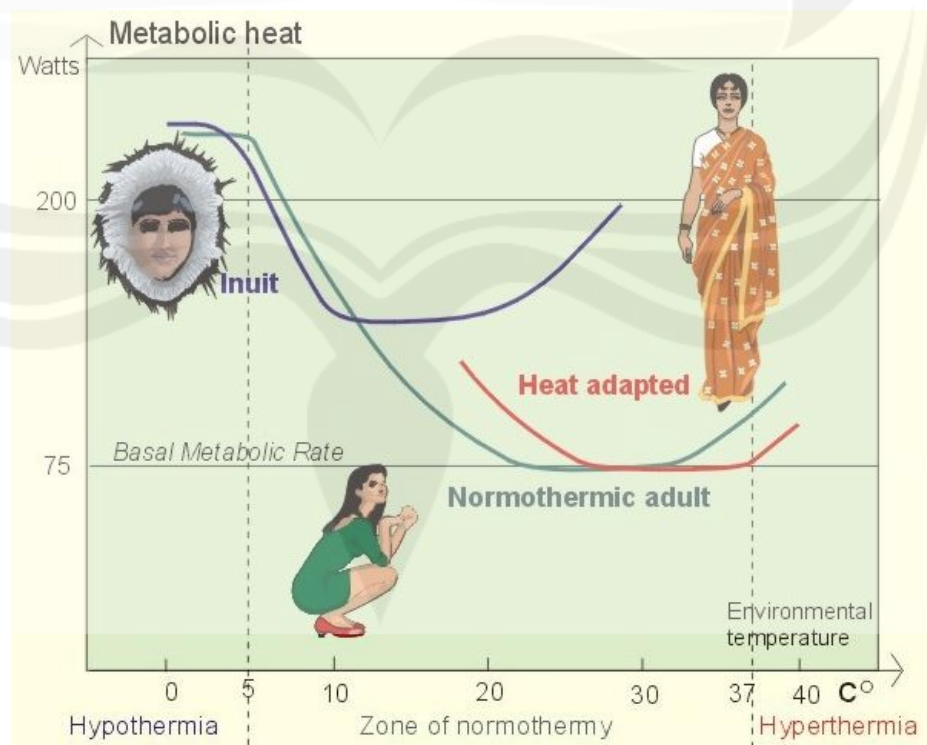 Metabolic heat
Watts
200
Inuit
Heat adapted
Basal Metabolic Rate
75
Normothermic adult
Environmental
temperature
0 5 10 20 30 37 40 C°
Hypothermia Zone of normothermy Hyperthermia